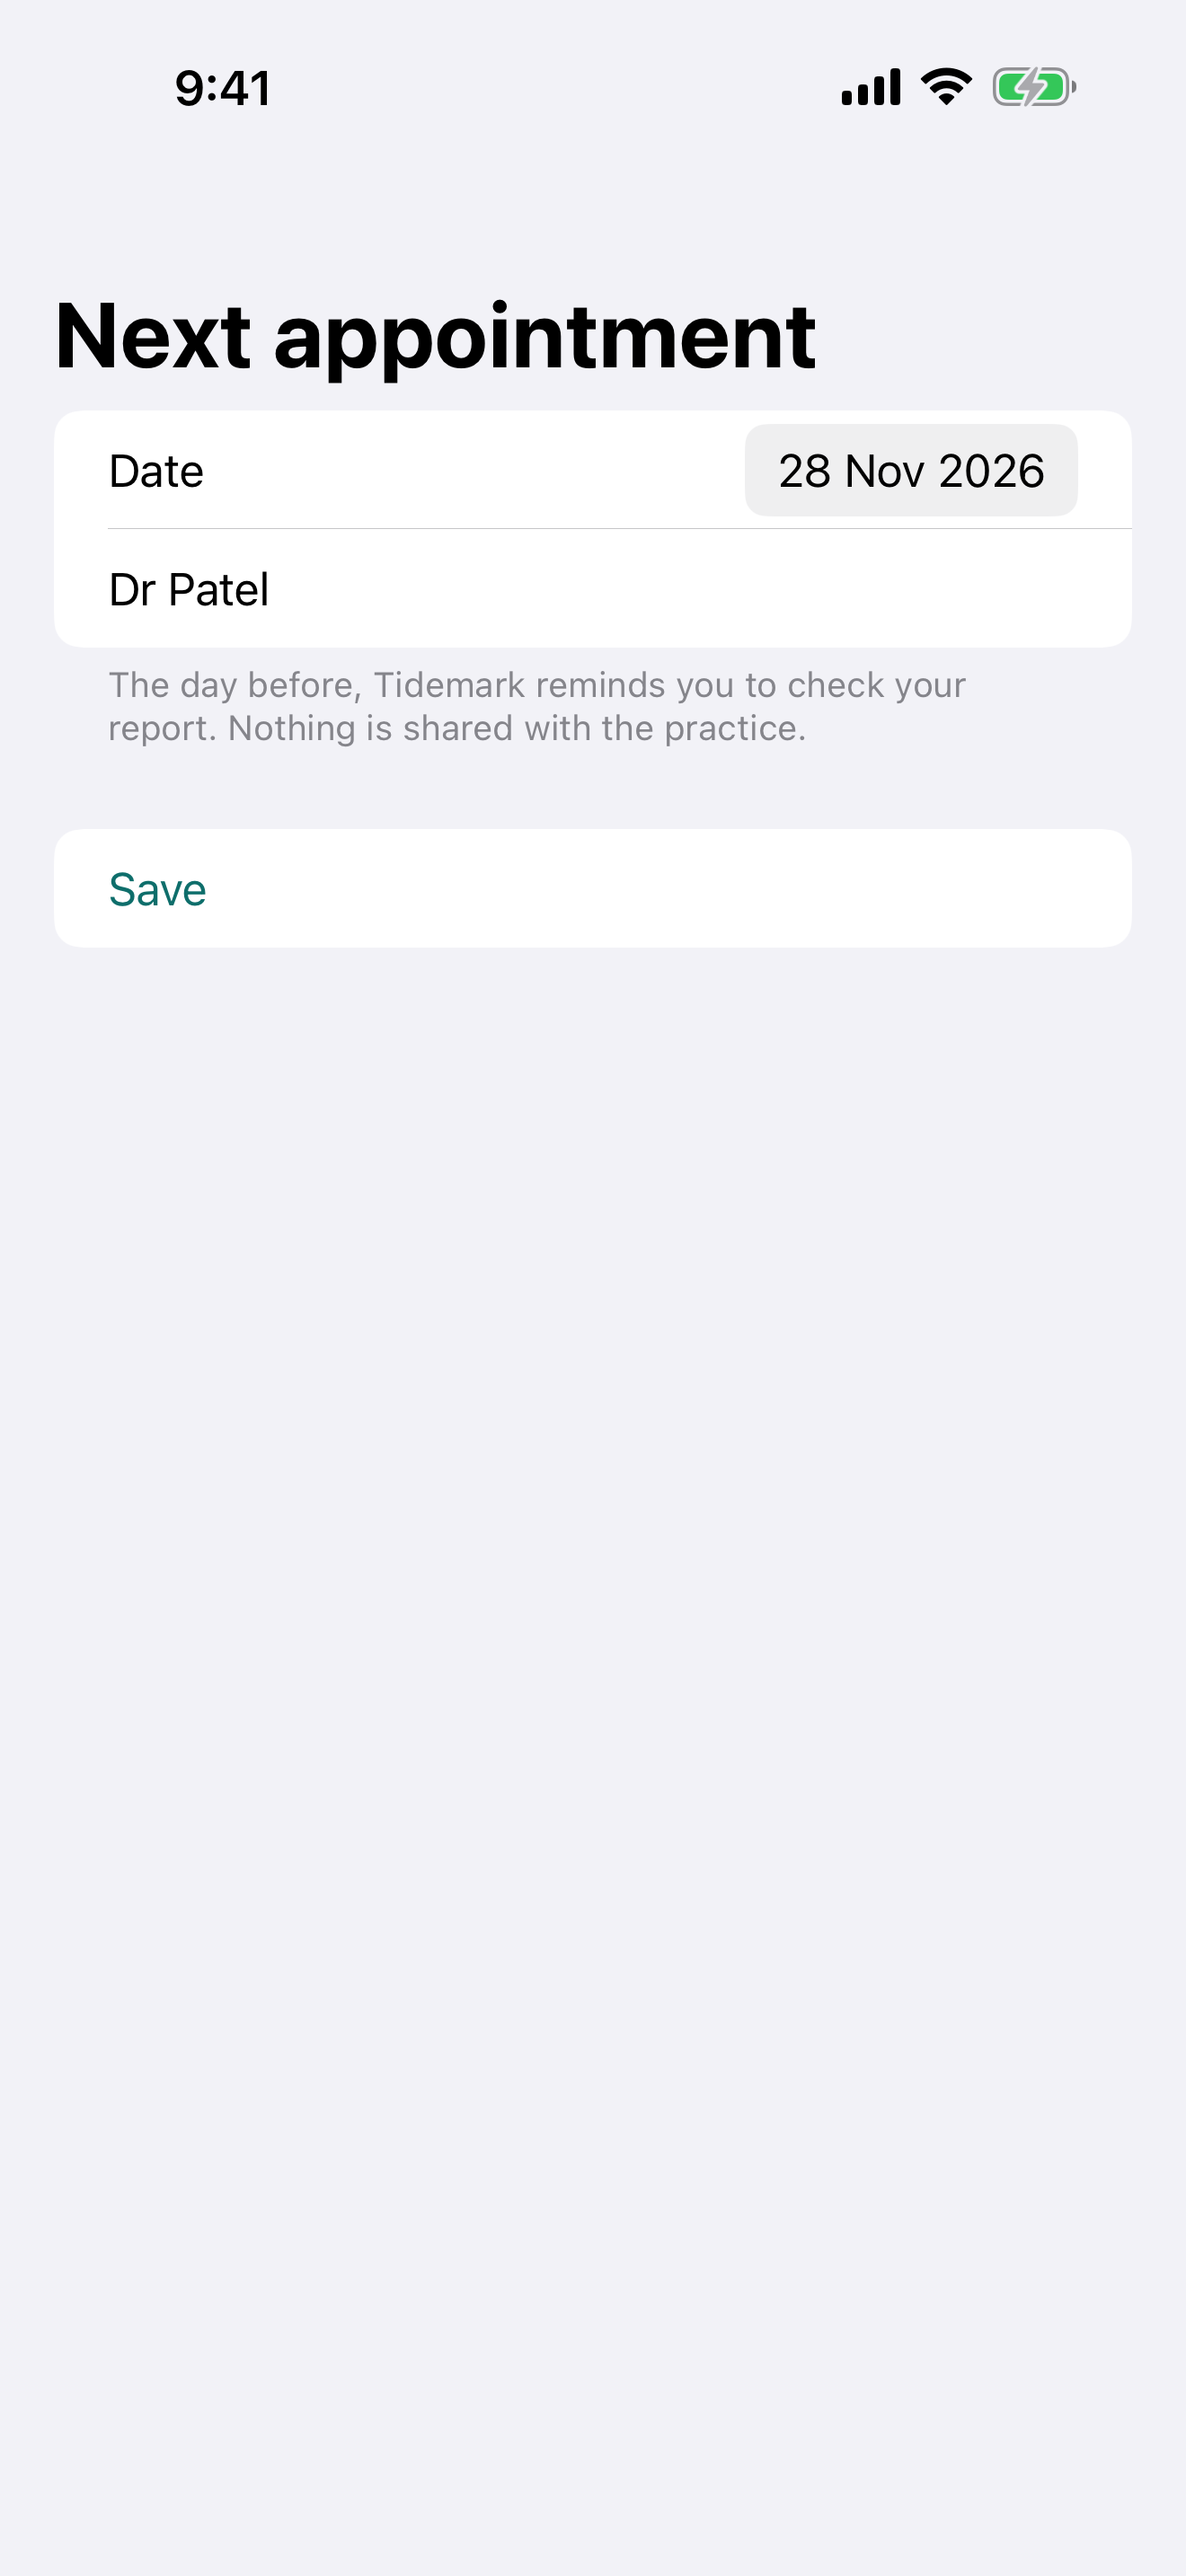 9:41
Next appointment
Date 28 Nov 2026
Dr Patel
The day before, Tidemark reminds you to check your
report. Nothing is shared with the practice.
Save